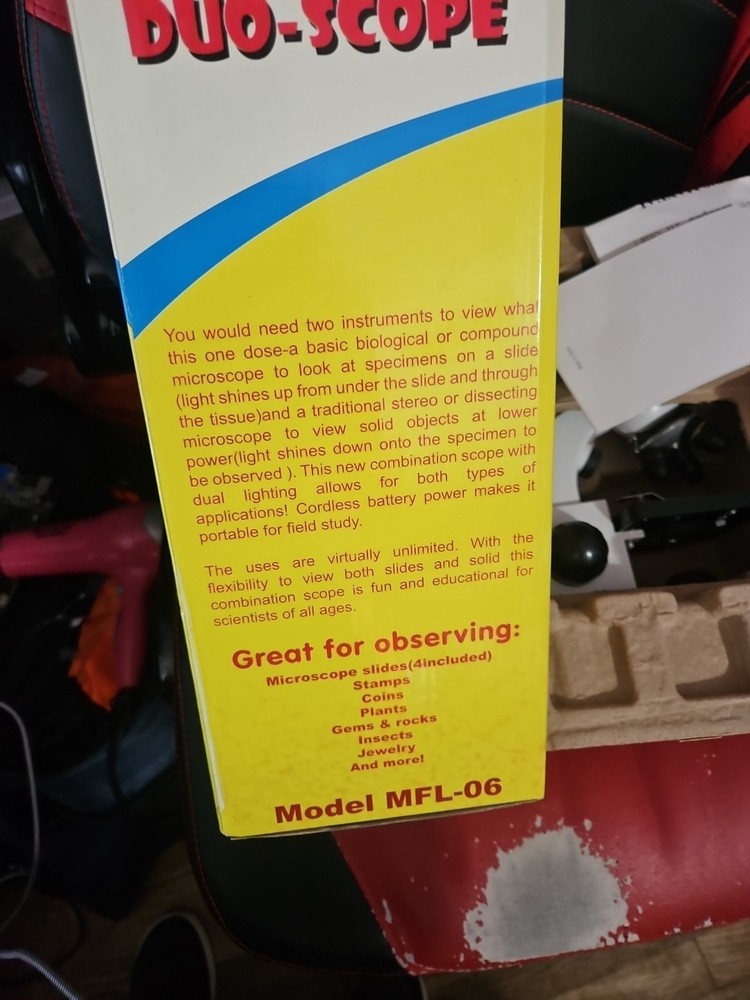 DUO-SCOPE
You would need two instruments to view what
this one dose-a basic biological or compound
microscope to look at specimens on a slide
(light shines up from under the slide and through
the tissue)and a traditional stereo or dissecting
microscope to view solid objects at lower
power(light shines down onto the specimen to
be observed ). This new combination scope with
dual lighting allows for both types of
applications! Cordless battery power makes it
portable for field study.
The uses are virtually unlimited. With the
flexibility to view both slides and solid this
combination scope is fun and educational for
scientists of all ages.
Great for observing:
Microscope slides(4included)
Stamps
Coins
Plants
Gems & rocks
Insects
Jewelry
And more!
Model MFL-06